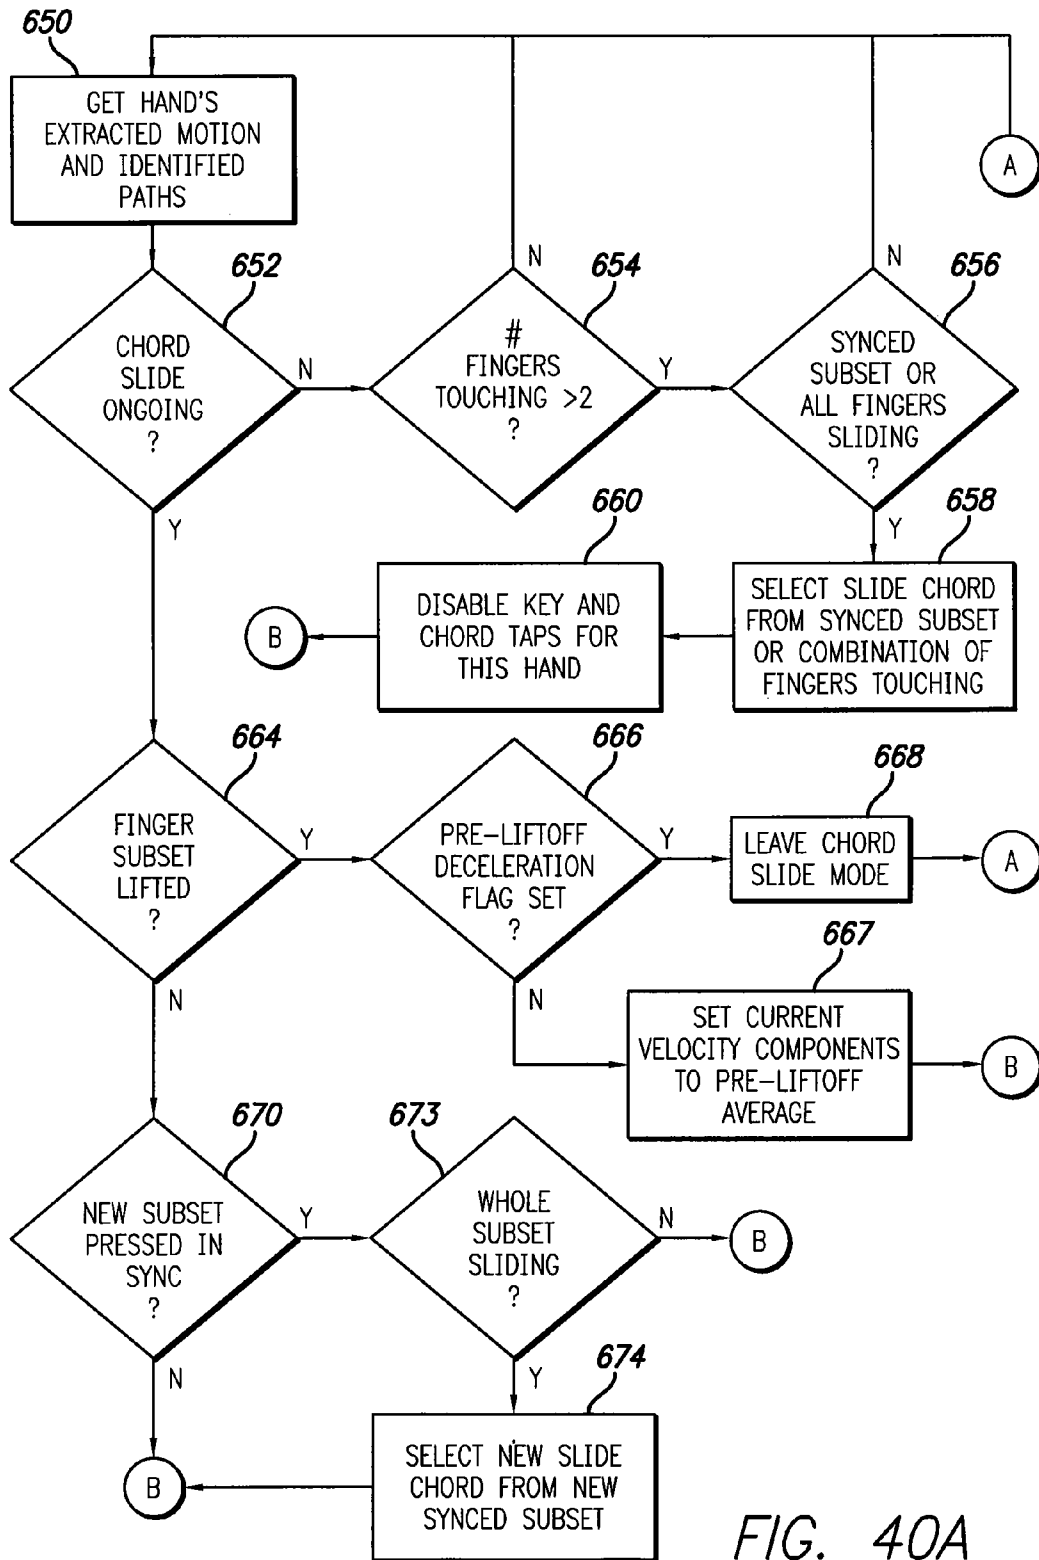 650
GET HAND'S
EXTRACTED MOTION
AND IDENTIFIED
PATHS
A
652
CHORD
SLIDE
ONGOING
?
N
Y
654
#
FINGERS
TOUCHING >2
?
N
Y
656
SYNCED
SUBSET OR
ALL FINGERS
SLIDING
?
N
Y
658
SELECT SLIDE CHORD
FROM SYNCED SUBSET
OR COMBINATION OF
FINGERS TOUCHING
660
DISABLE KEY AND
CHORD TAPS FOR
THIS HAND
B
664
FINGER
SUBSET
LIFTED
?
Y
N
666
PRE-LIFTOFF
DECELERATION
FLAG SET
?
Y
N
668
LEAVE CHORD
SLIDE MODE
A
667
SET CURRENT
VELOCITY COMPONENTS
TO PRE-LIFTOFF
AVERAGE
B
670
NEW SUBSET
PRESSED IN
SYNC
?
Y
N
673
WHOLE
SUBSET
SLIDING
?
N
B
Y
674
SELECT NEW SLIDE
CHORD FROM NEW
SYNCED SUBSET
B
FIG. 40A